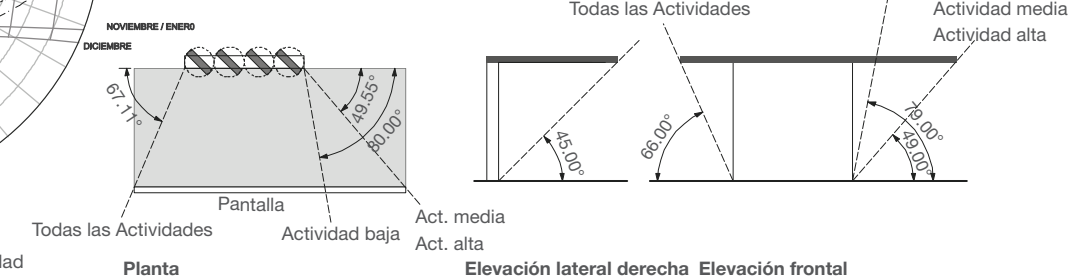 Todas las Actividades
Actividad media
Actividad alta
NOVIEMBRE / ENERO
DICIEMBRE
67.11°
49.55°
80.00°
45.00°
66.00°
79.00°
49.00°
Pantalla
Todas las Actividades
Actividad baja
Act. media
Act. alta
dad
Planta
Elevación lateral derecha
Elevación frontal